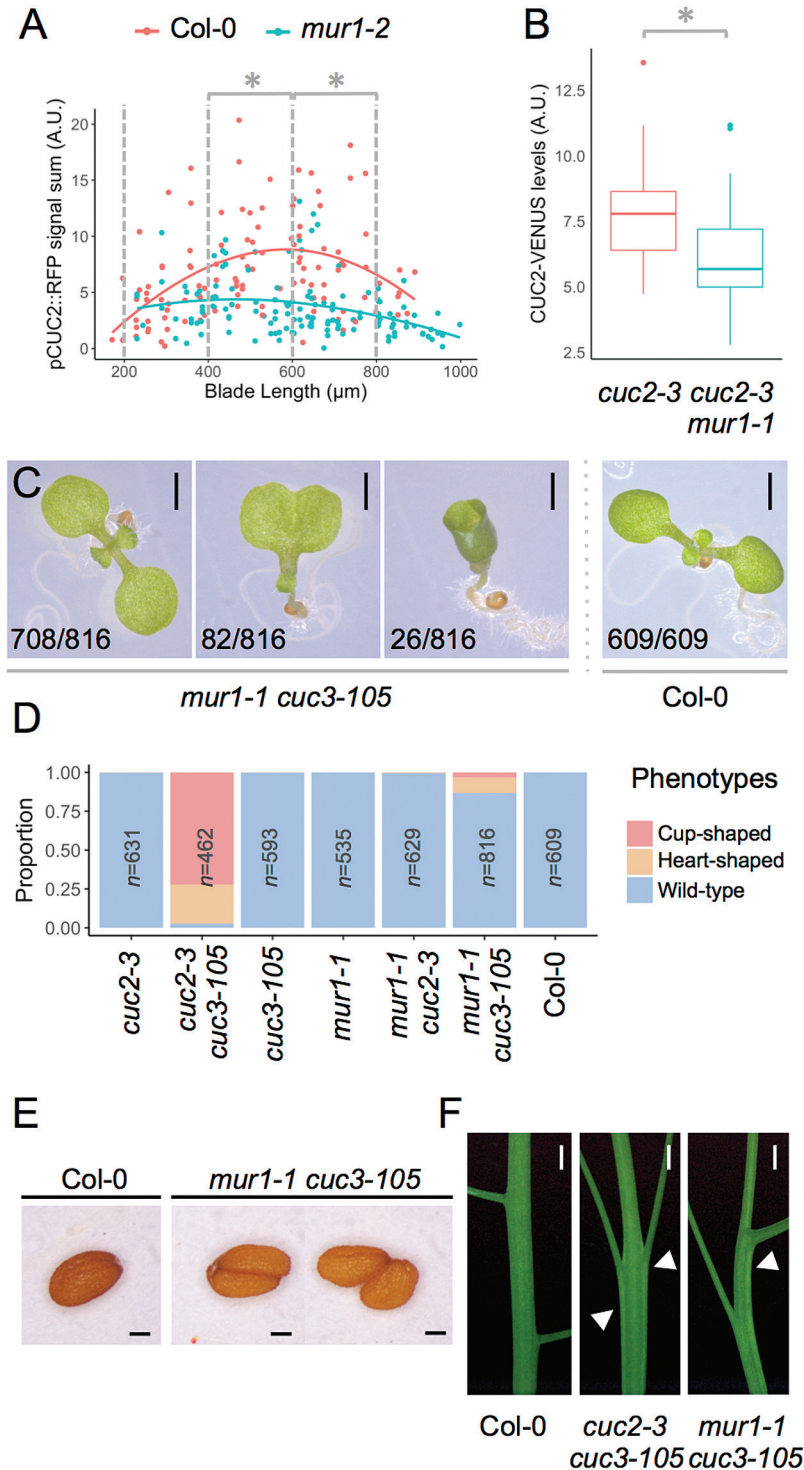 A
Col-0 mur1-2
* *
pCUC2::RFP signal sum (A.U.)
20
15
10
5
0
200 400 600 800 1000
Blade Length (µm)
B
*
CUC2-VENUS levels (A.U.)
12.5
10.0
7.5
5.0
2.5
cuc2-3 cuc2-3
mur1-1
C
708/816 82/816 26/816 609/609
mur1-1 cuc3-105 Col-0
D
Proportion
1.00
0.75
0.50
0.25
0.00
n=631 n=462 n=593 n=535 n=629 n=816 n=609
cuc2-3
cuc2-3
cuc3-105
cuc3-105
mur1-1
mur1-1
cuc2-3
mur1-1
cuc3-105
Col-0
Phenotypes
Cup-shaped
Heart-shaped
Wild-type
E
Col-0 mur1-1 cuc3-105
F
Col-0 cuc2-3 mur1-1
cuc3-105 cuc3-105